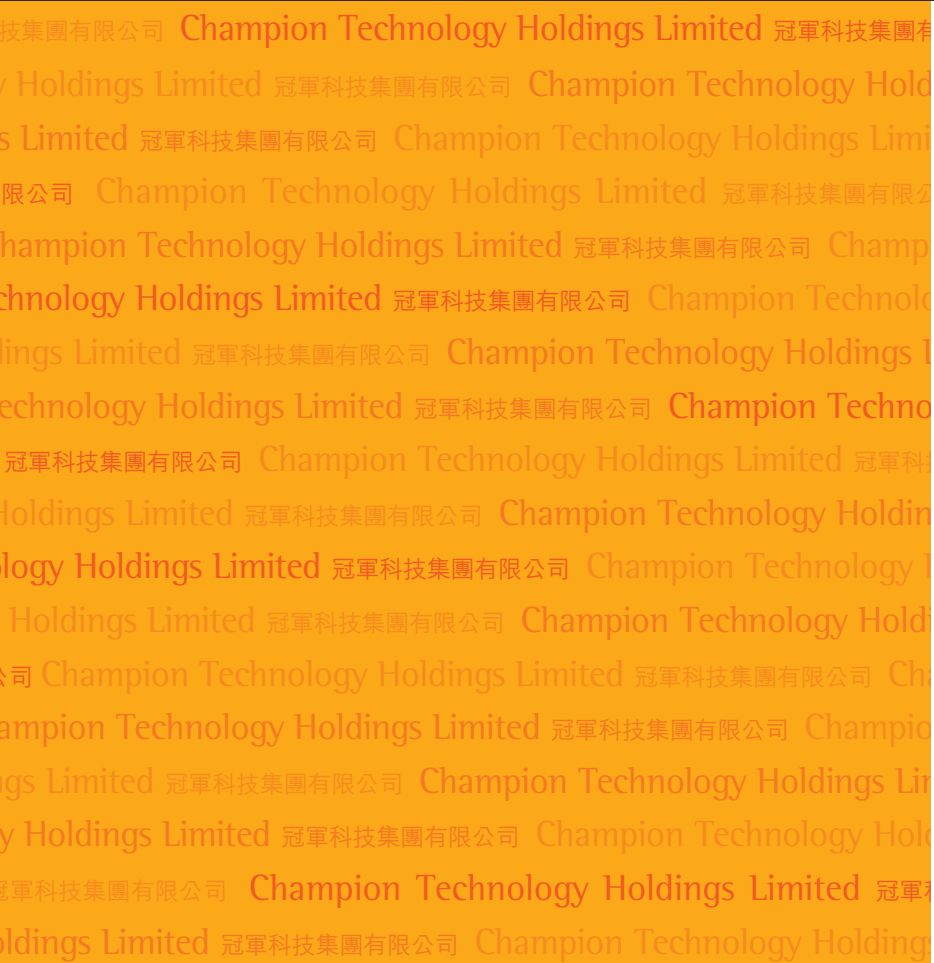 技集團有限公司 Champion Technology Holdings Limited 冠軍科技集團有
y Holdings Limited 冠軍科技集團有限公司 Champion Technology Hold
s Limited 冠軍科技集團有限公司 Champion Technology Holdings Limi
限公司 Champion Technology Holdings Limited 冠軍科技集團有限公
hampion Technology Holdings Limited 冠軍科技集團有限公司 Champ
chnology Holdings Limited 冠軍科技集團有限公司 Champion Technolo
dings Limited 冠軍科技集團有限公司 Champion Technology Holdings L
echnology Holdings Limited 冠軍科技集團有限公司 Champion Techno
冠軍科技集團有限公司 Champion Technology Holdings Limited 冠軍科技
Holdings Limited 冠軍科技集團有限公司 Champion Technology Holdin
ology Holdings Limited 冠軍科技集團有限公司 Champion Technology H
Holdings Limited 冠軍科技集團有限公司 Champion Technology Holdi
公司 Champion Technology Holdings Limited 冠軍科技集團有限公司 Cha
ampion Technology Holdings Limited 冠軍科技集團有限公司 Champio
ngs Limited 冠軍科技集團有限公司 Champion Technology Holdings Lim
y Holdings Limited 冠軍科技集團有限公司 Champion Technology Hold
冠軍科技集團有限公司 Champion Technology Holdings Limited 冠軍科
oldings Limited 冠軍科技集團有限公司 Champion Technology Holdings